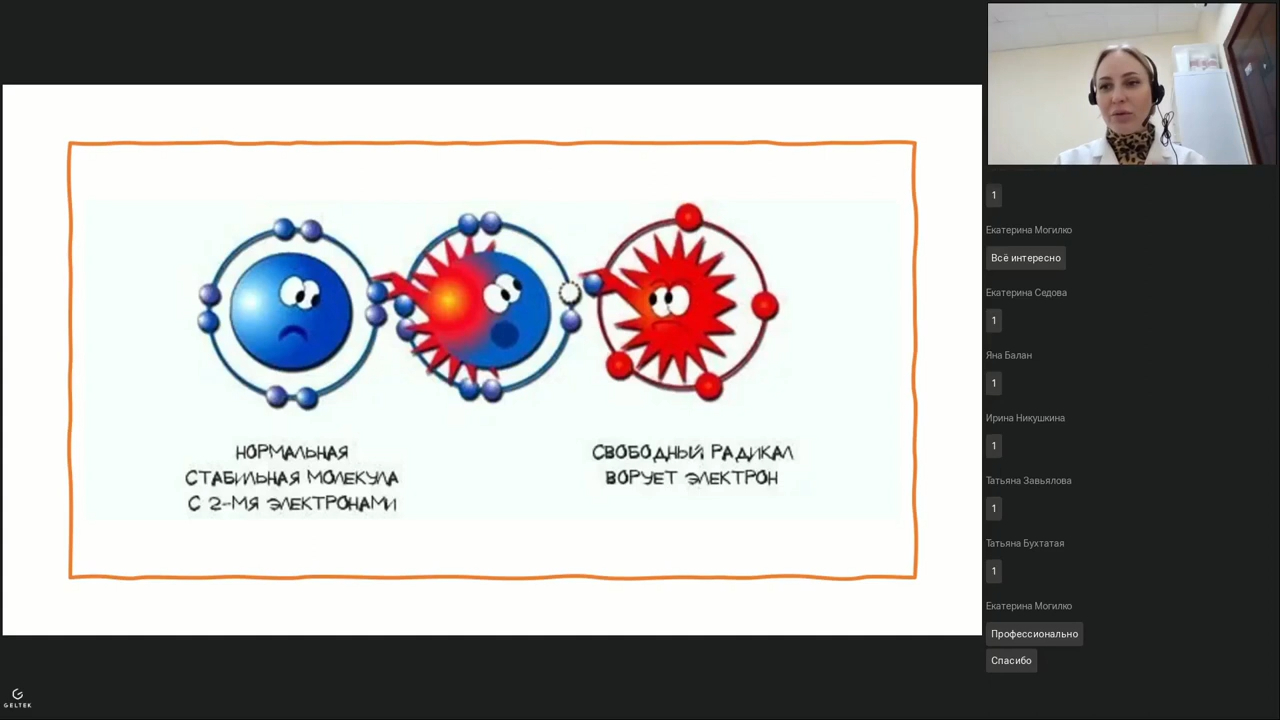 НОРМАЛЬНАЯ
СТАБИЛЬНАЯ МОЛЕКУЛА
С 2-МЯ ЭЛЕКТРОНАМИ
СВОБОДНЫЙ РАДИКАЛ
ВОРУЕТ ЭЛЕКТРОН
1
Екатерина Могилко
Всё интересно
Екатерина Седова
1
Яна Балан
1
Ирина Никушкина
1
Татьяна Завьялова
1
Татьяна Бухтатая
1
Екатерина Могилко
Профессионально
Спасибо
GELTEK